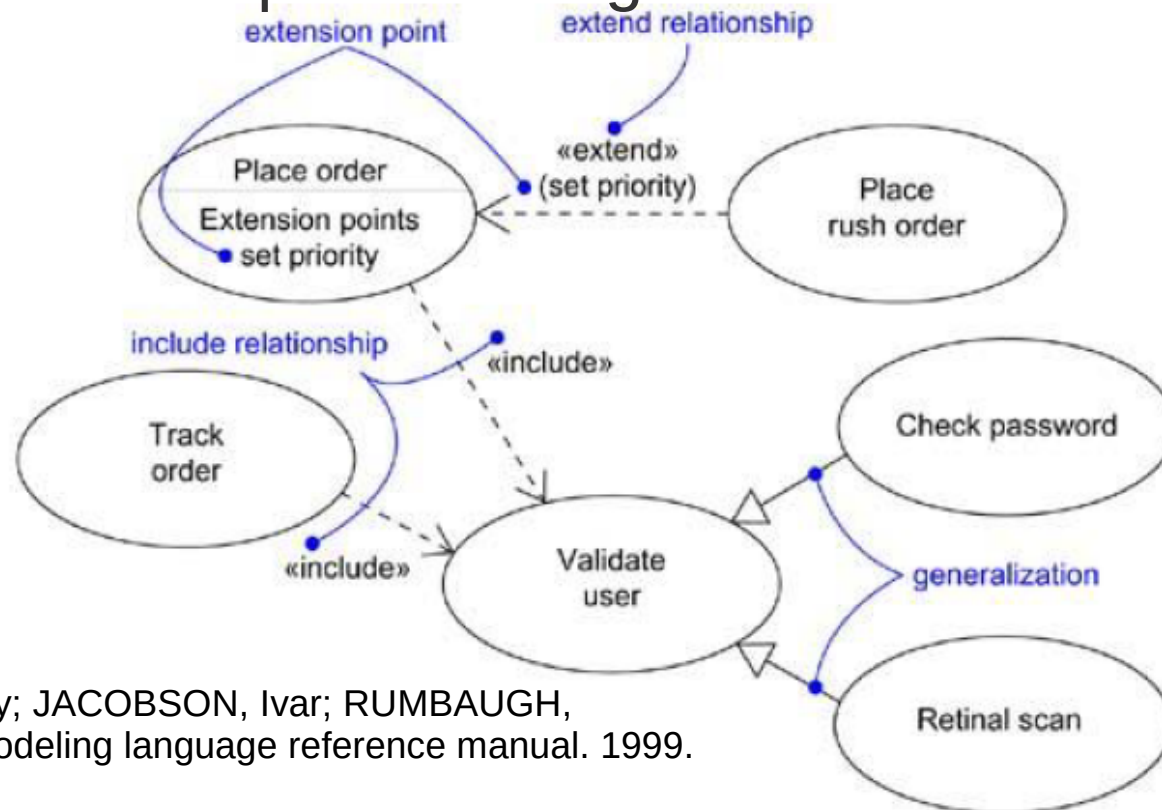 extension point
extend relationship
«extend»
(set priority)
Place order
Extension points
set priority
Place
rush order
include relationship
«include»
Track
order
Check password
«include»
Validate
user
generalization
Retinal scan
y; JACOBSON, Ivar; RUMBAUGH,
odeling language reference manual. 1999.